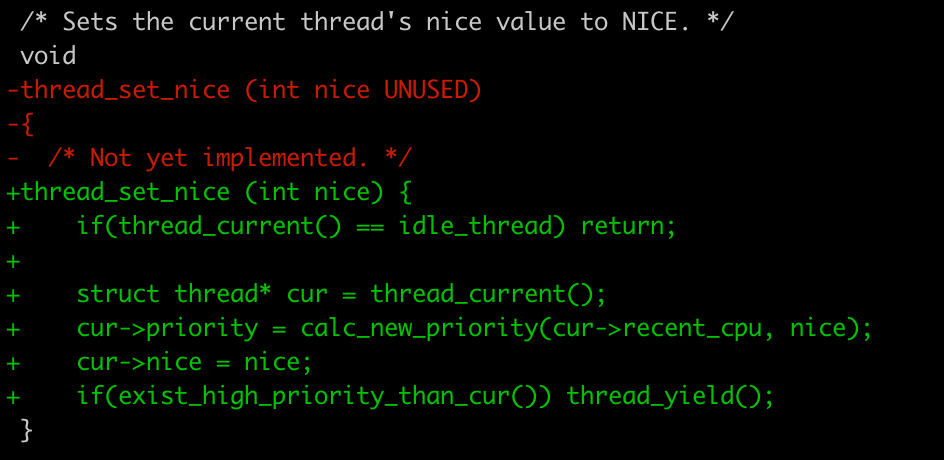 /* Sets the current thread's nice value to NICE. */
void
-thread_set_nice (int nice UNUSED)
-{
-  /* Not yet implemented. */
+thread_set_nice (int nice) {
+    if(thread_current() == idle_thread) return;
+
+    struct thread* cur = thread_current();
+    cur->priority = calc_new_priority(cur->recent_cpu, nice);
+    cur->nice = nice;
+    if(exist_high_priority_than_cur()) thread_yield();
}